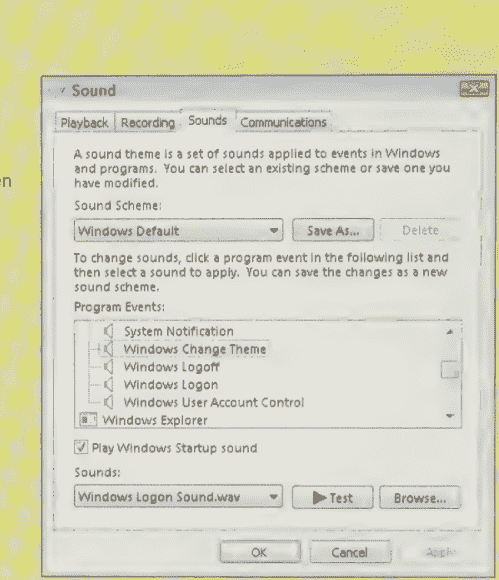 Sound
Playback Recording Sounds Communications
A sound theme is a set of sounds applied to events in Windows
and programs. You can select an existing scheme or save one you
have modified.
en
Sound Scheme:
Windows Default Save As... Delete
To change sounds, click a program event in the following list and
then select a sound to apply. You can save the changes as a new
sound scheme.
Program Events:
System Notification
Windows Change Theme
Windows Logoff
Windows Logon
Windows User Account Control
Windows Explorer
Play Windows Startup sound
Sounds:
Windows Logon Sound.wav Test Browse...
OK Cancel Apply